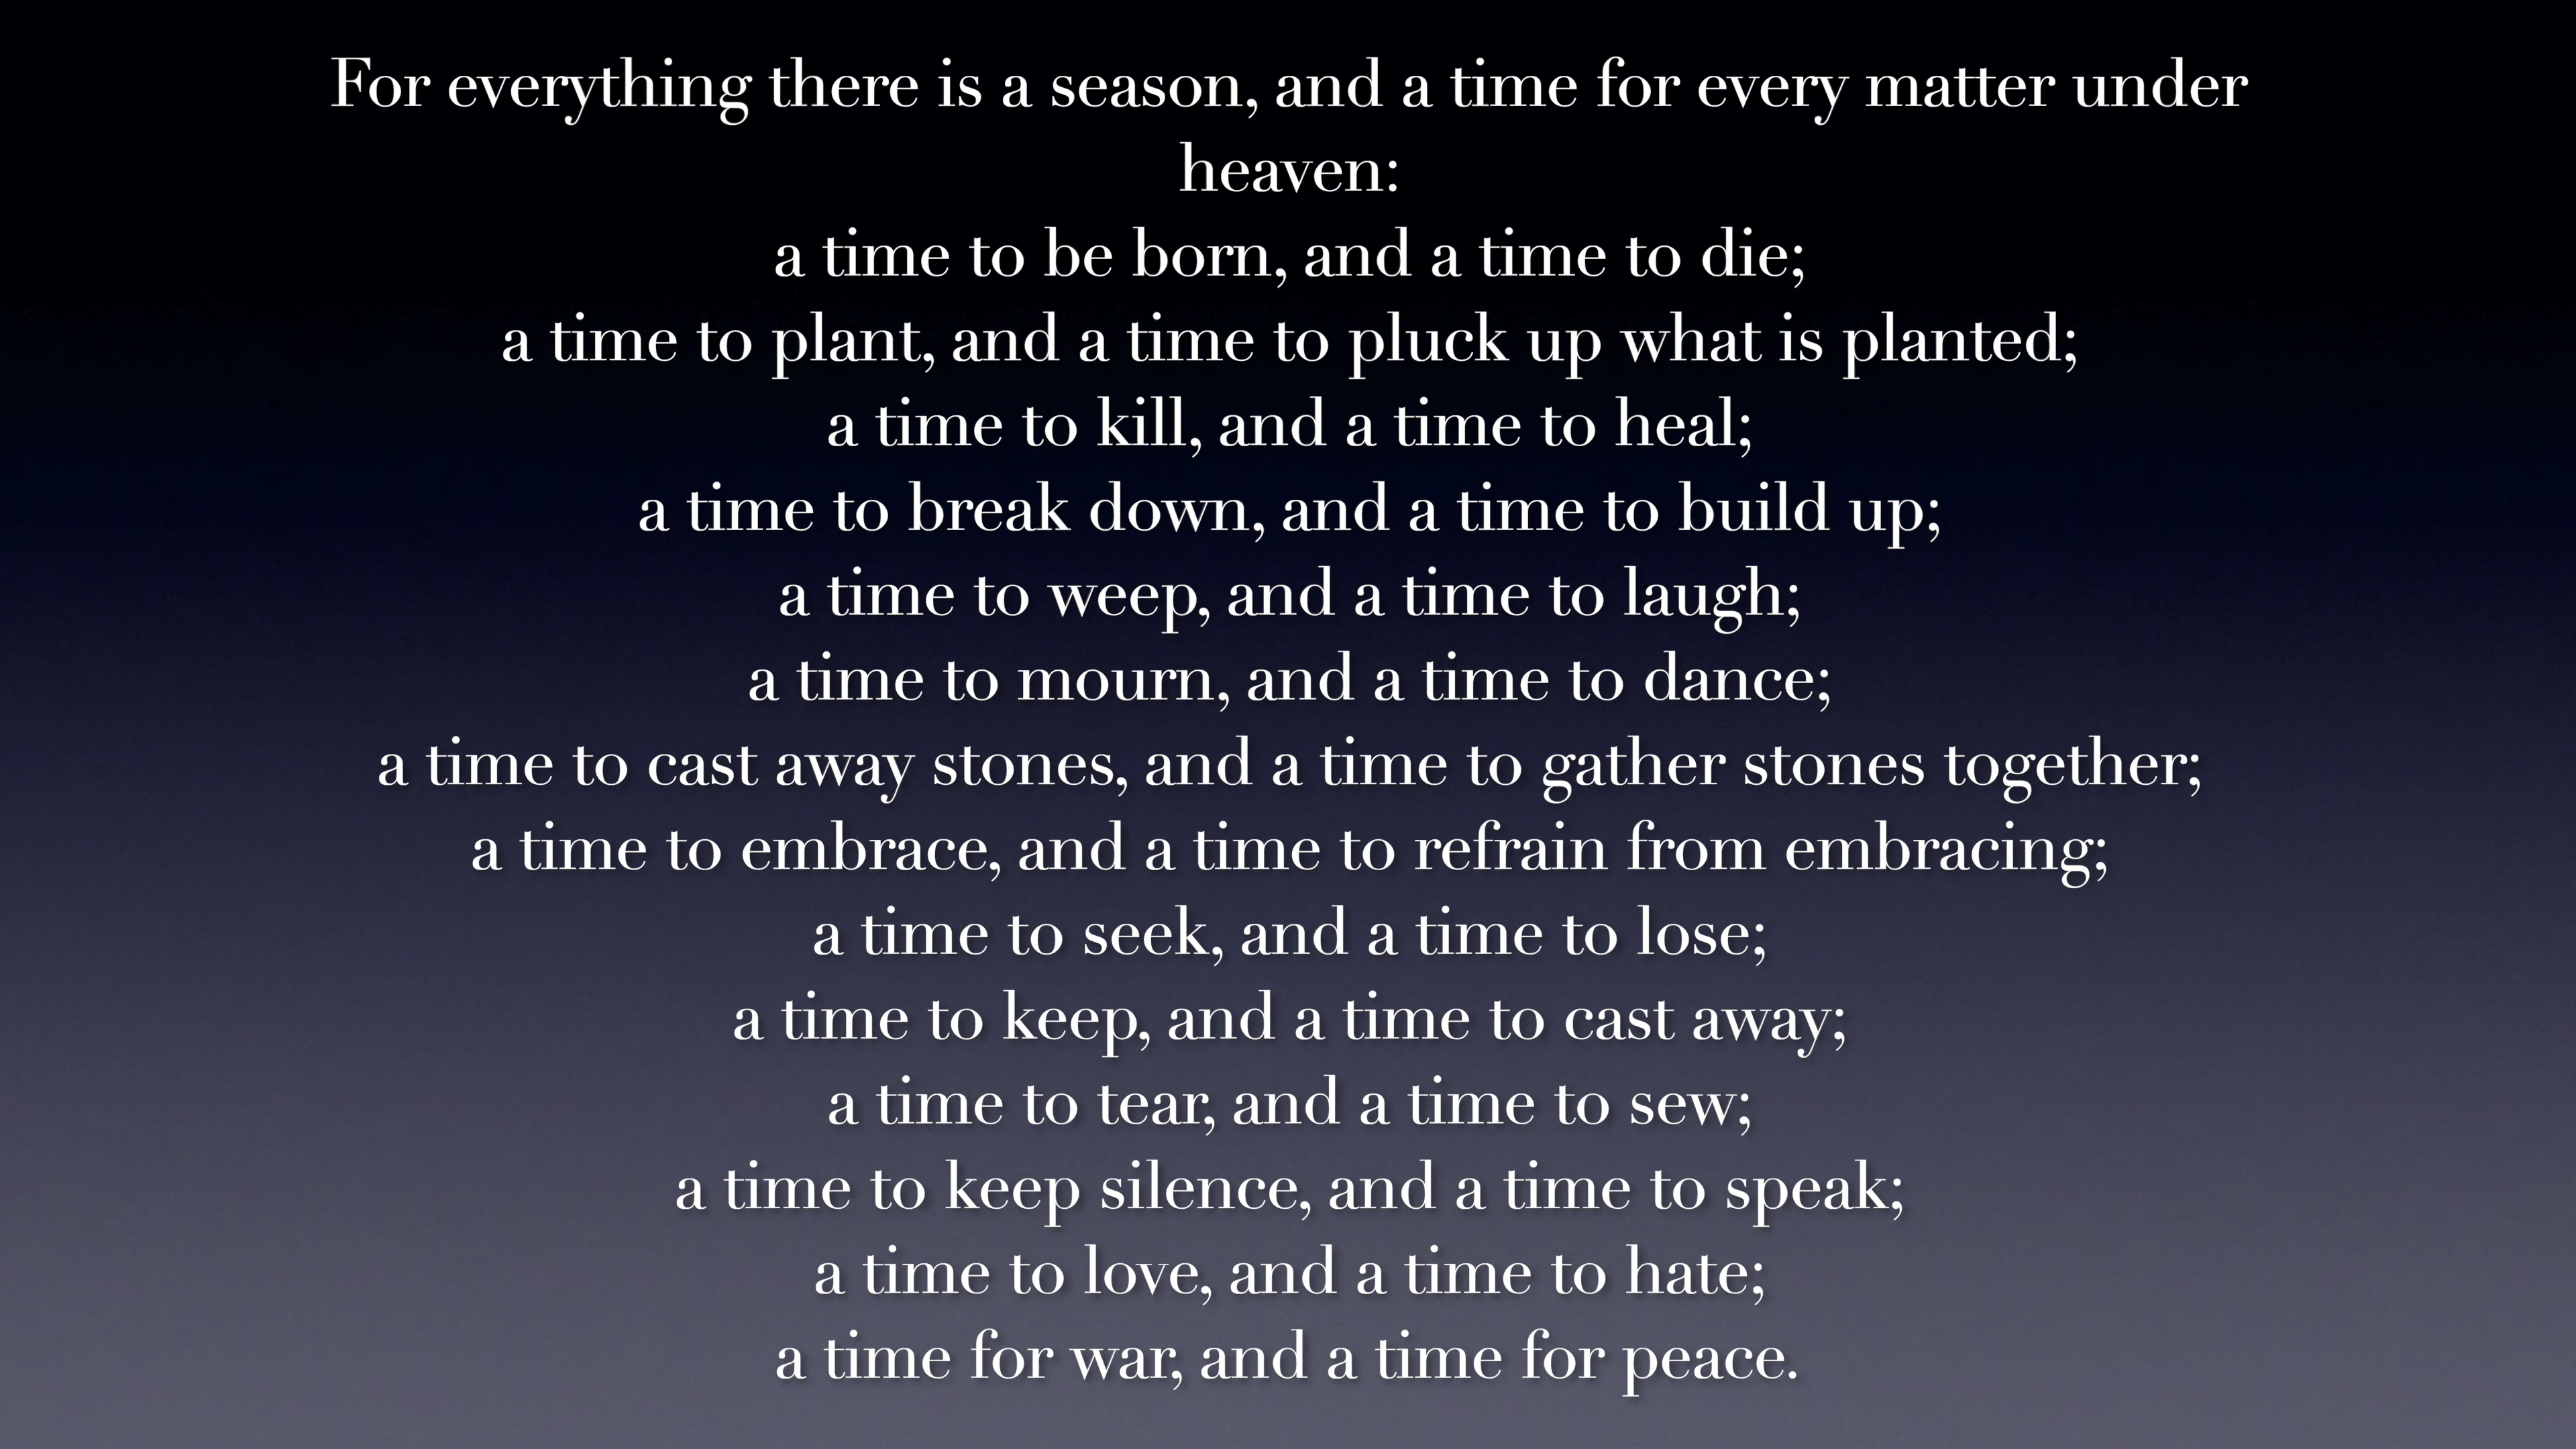 For everything there is a season, and a time for every matter under
heaven:
a time to be born, and a time to die;
a time to plant, and a time to pluck up what is planted;
a time to kill, and a time to heal;
a time to break down, and a time to build up;
a time to weep, and a time to laugh;
a time to mourn, and a time to dance;
a time to cast away stones, and a time to gather stones together;
a time to embrace, and a time to refrain from embracing;
a time to seek, and a time to lose;
a time to keep, and a time to cast away;
a time to tear, and a time to sew;
a time to keep silence, and a time to speak;
a time to love, and a time to hate;
a time for war, and a time for peace.